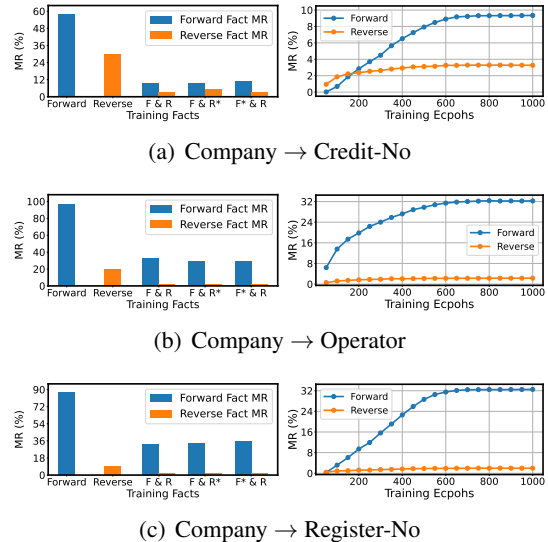 MR (%)
60
48
36
24
12
0
Forward Fact MR
Reverse Fact MR
Forward Reverse F & R F & R* F* & R
Training Facts
MR (%)
10
8
6
4
2
0
Forward
Reverse
200 400 600 800 1000
Training Ecpohs
(a) Company → Credit-No
MR (%)
100
80
60
40
20
0
Forward Fact MR
Reverse Fact MR
Forward Reverse F & R F & R* F* & R
Training Facts
MR (%)
32
24
16
8
0
Forward
Reverse
200 400 600 800 1000
Training Ecpohs
(b) Company → Operator
MR (%)
90
72
54
36
18
0
Forward Fact MR
Reverse Fact MR
Forward Reverse F & R F & R* F* & R
Training Facts
MR (%)
32
24
16
8
0
Forward
Reverse
200 400 600 800 1000
Training Ecpohs
(c) Company → Register-No